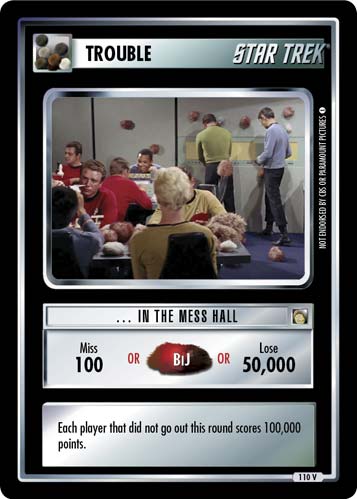 TROUBLE
STAR TREK
NOT ENDORSED BY CBS OR PARAMOUNT PICTURES
... IN THE MESS HALL
Miss OR BIJ OR Lose
100 50,000
Each player that did not go out this round scores 100,000
points.
110 V